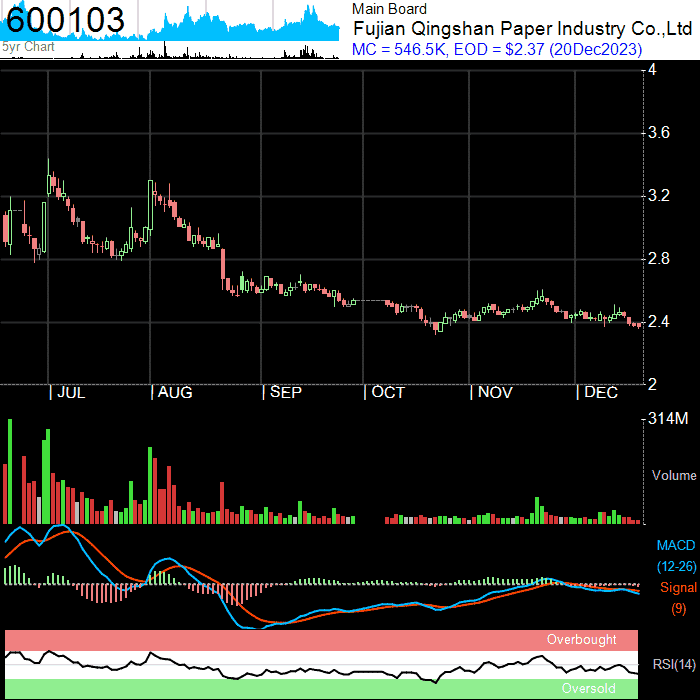 600103
5yr Chart
Main Board
Fujian Qingshan Paper Industry Co.,Ltd
MC = 546.5K, EOD = $2.37 (20Dec2023)
4
3.6
3.2
2.8
2.4
2
| JUL | AUG | SEP | OCT | NOV | DEC
314M
Volume
MACD
(12-26)
Signal
(9)
Overbought
RSI(14)
Oversold